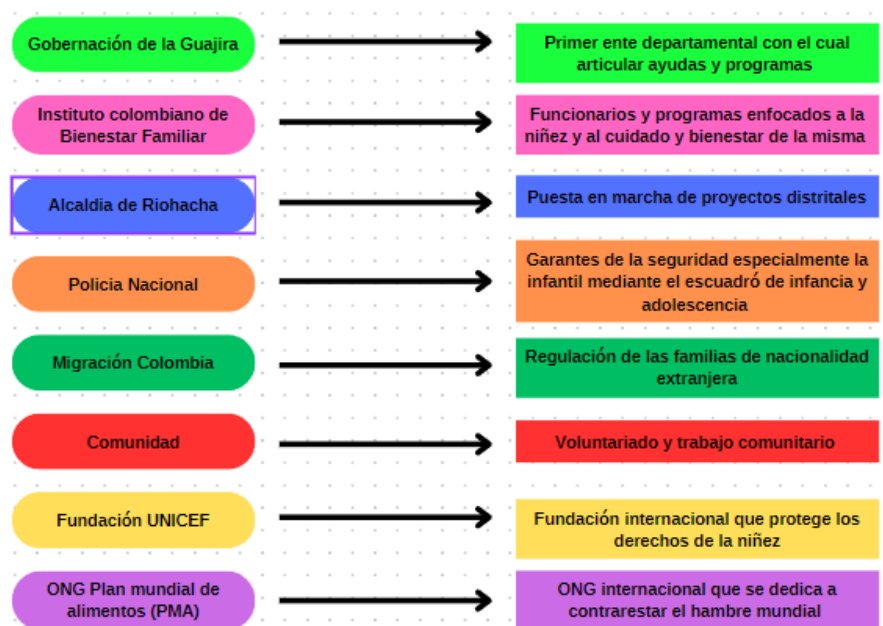 Gobernación de la Guajira
Primer ente departamental con el cual
articular ayudas y programas
Instituto colombiano de
Bienestar Familiar
Funcionarios y programas enfocados a la
niñez y al cuidado y bienestar de la misma
Alcaldia de Riohacha
Puesta en marcha de proyectos distritales
Policia Nacional
Garantes de la seguridad especialmente la
infantil mediante el escuadró de infancia y
adolescencia
Migración Colombia
Regulación de las familias de nacionalidad
extranjera
Comunidad
Voluntariado y trabajo comunitario
Fundación UNICEF
Fundación internacional que protege los
derechos de la niñez
ONG Plan mundial de
alimentos (PMA)
ONG internacional que se dedica a
contrarestar el hambre mundial